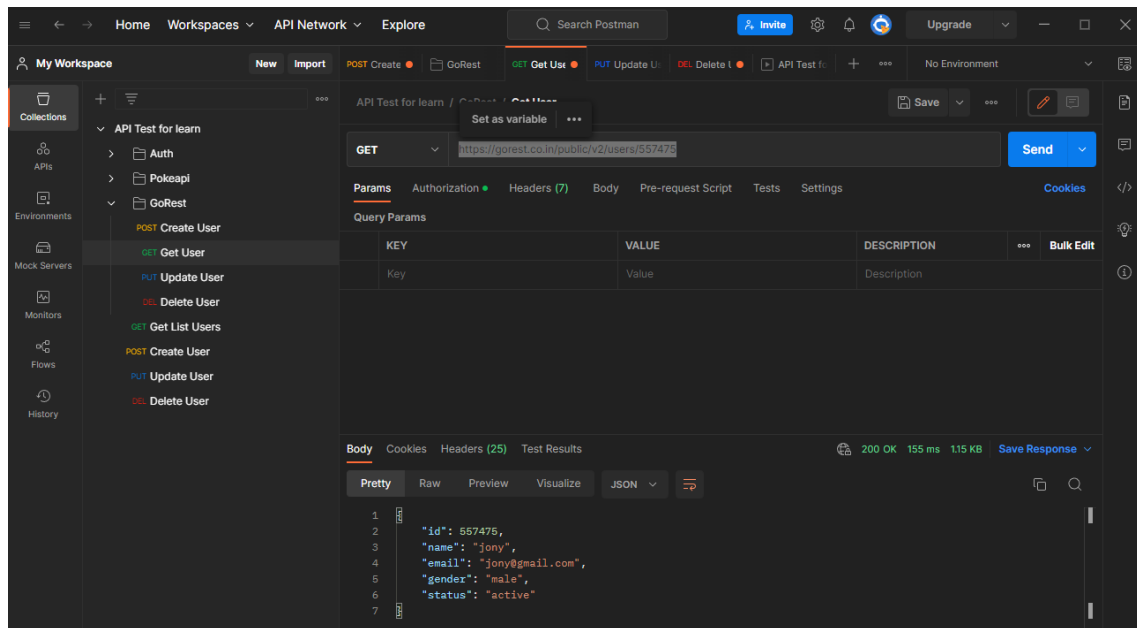 Home Workspaces API Network Explore Search Postman Invite Upgrade
My Workspace New Import POST Create GoRest GET Get Use PUT Update U DEL Delete U API Test fo No Environment
Collections
APIs
Environments
Mock Servers
Monitors
Flows
History
API Test for learn
Auth
Pokeapi
GoRest
POST Create User
GET Get User
PUT Update User
DEL Delete User
GET Get List Users
POST Create User
PUT Update User
DEL Delete User
API Test for learn / GoRest / Get User Save
Set as variable
GET https://gorest.co.in/public/v2/users/557475 Send
Params Authorization Headers (7) Body Pre-request Script Tests Settings Cookies
Query Params
KEY VALUE DESCRIPTION Bulk Edit
Key Value Description
Body Cookies Headers (25) Test Results 200 OK 155 ms 1.15 KB Save Response
Pretty Raw Preview Visualize JSON
1 {
2 "id": 557475,
3 "name": "jony",
4 "email": "jony@gmail.com",
5 "gender": "male",
6 "status": "active"
7 }